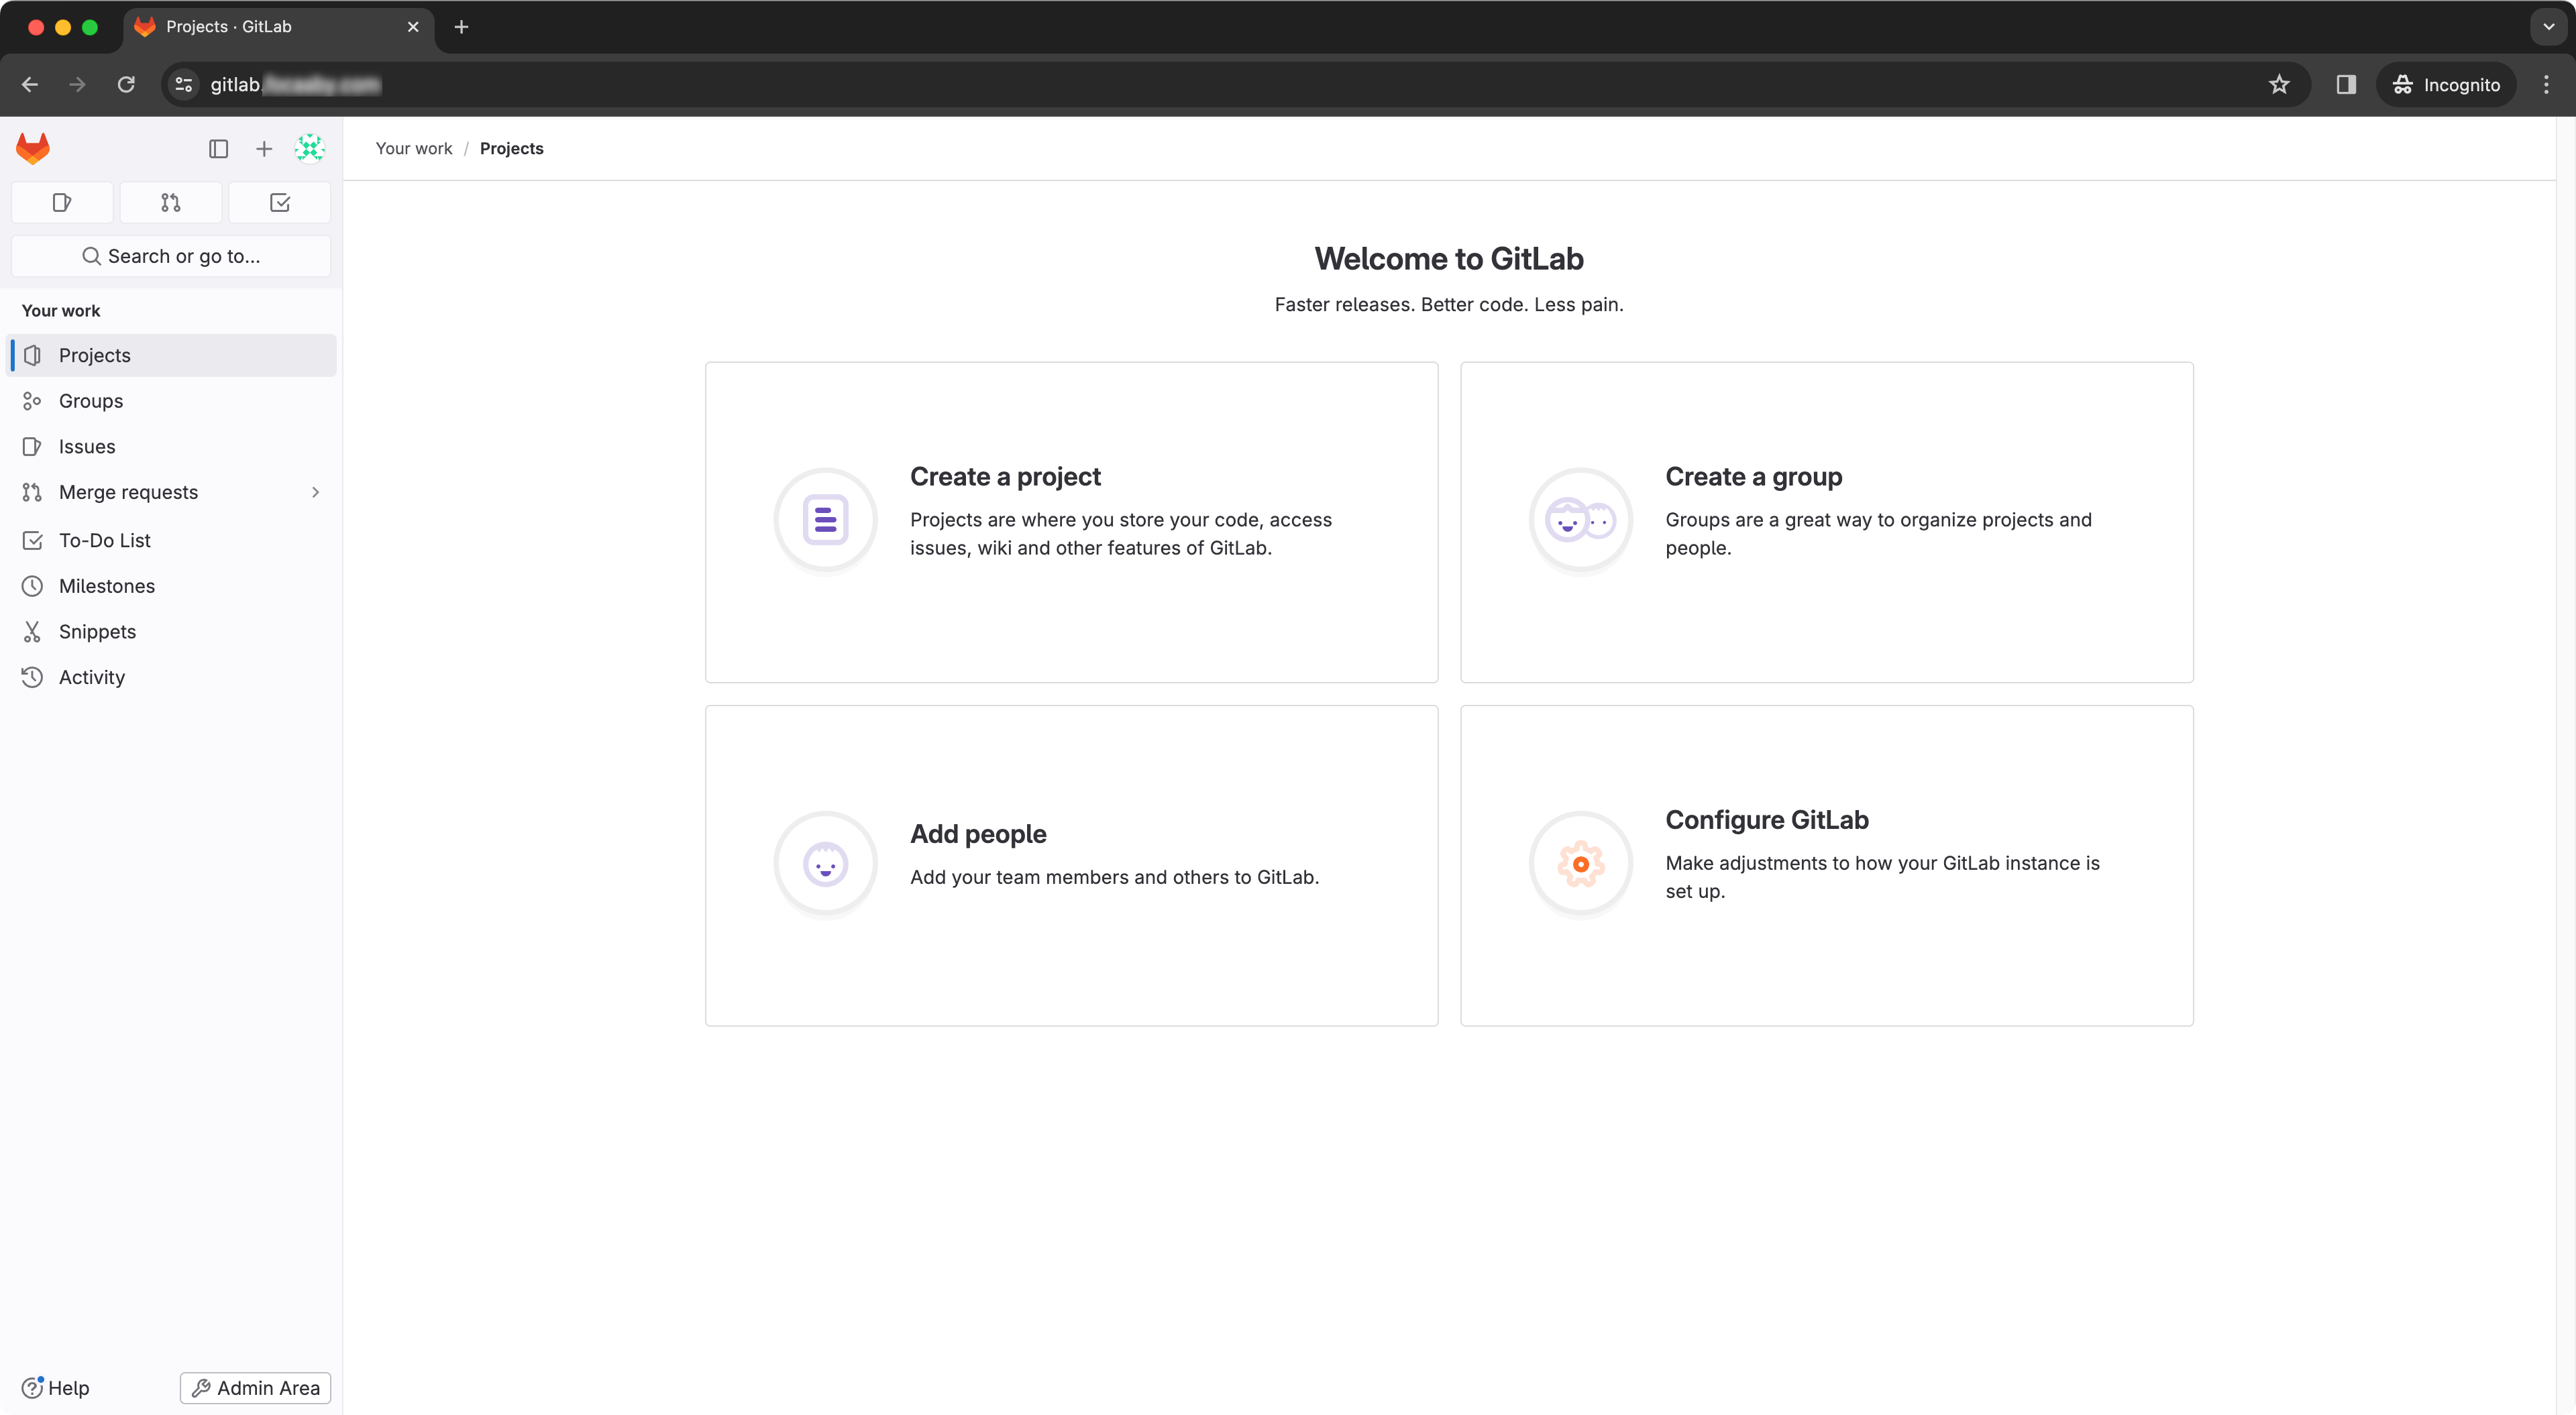 Projects · GitLab
gitlab
Incognito
Your work / Projects
Search or go to...
Your work
Projects
Groups
Issues
Merge requests
To-Do List
Milestones
Snippets
Activity
Help
Admin Area
Welcome to GitLab
Faster releases. Better code. Less pain.
Create a project
Projects are where you store your code, access
issues, wiki and other features of GitLab.
Create a group
Groups are a great way to organize projects and
people.
Add people
Add your team members and others to GitLab.
Configure GitLab
Make adjustments to how your GitLab instance is
set up.